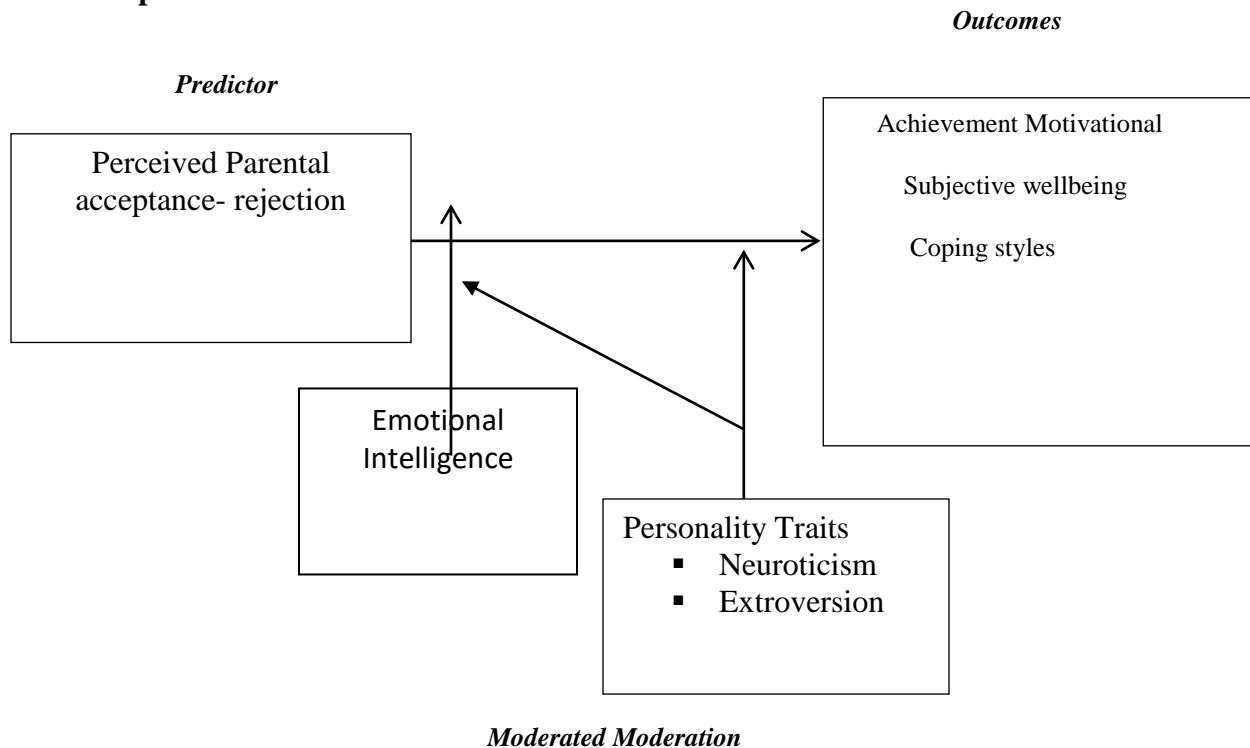 Outcomes
Predictor
Achievement Motivational
Subjective wellbeing
Coping styles
Perceived Parental
acceptance- rejection
Emotional
Intelligence
Personality Traits
▪ Neuroticism
▪ Extroversion
Moderated Moderation